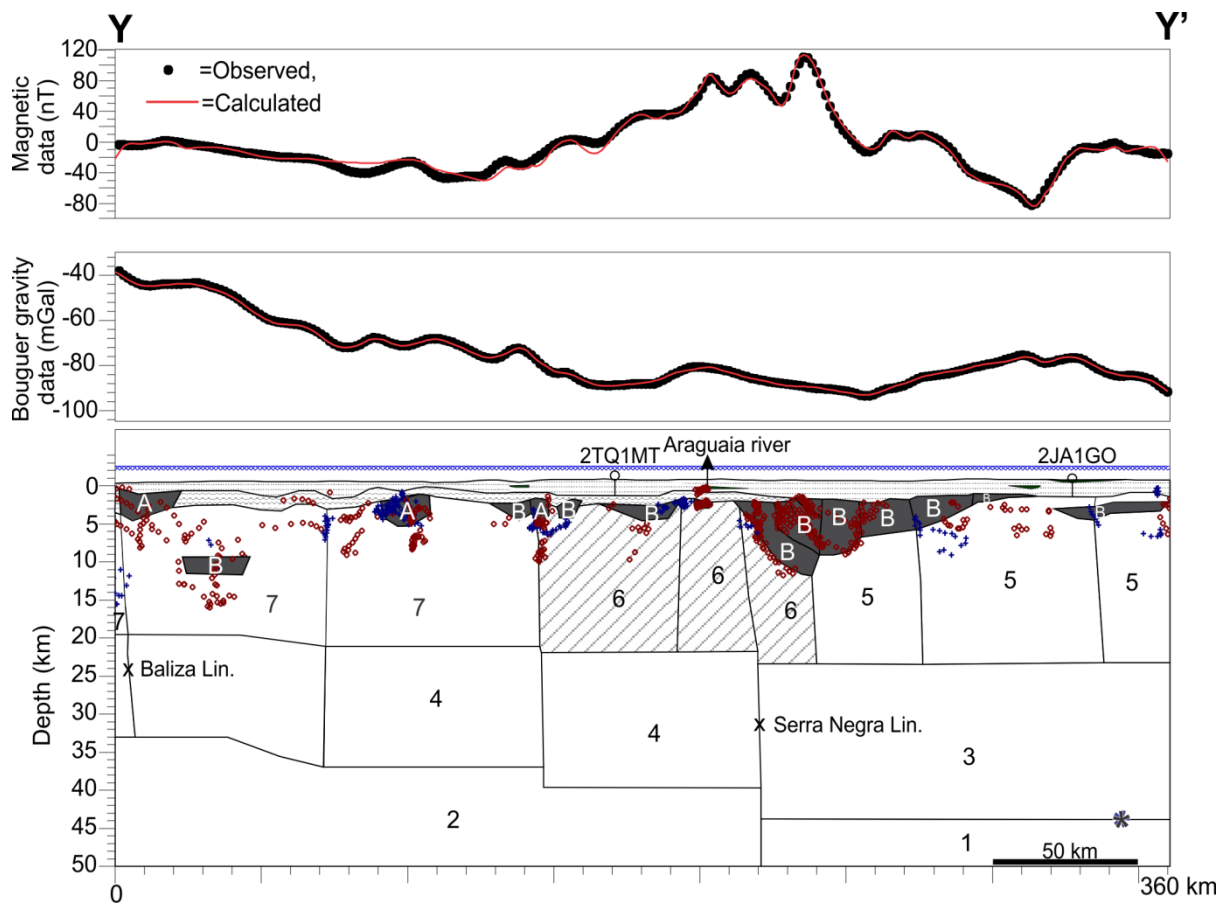 Y Y'
120
80
40
0
-40
-80
Magnetic
data (nT)
=Observed,
=Calculated
-40
-60
-80
-100
Bouguer gravity
data (mGal)
2TQ1MT Araguaia river 2JA1GO
0
5
10
15
20
25
30
35
40
45
50
Depth (km)
A A B A B B B B B B B B
B B
7 7 7 6 6 6 5 5 5
Baliza Lin.
4 4 3
Serra Negra Lin.
2 1
50 km
0 360 km